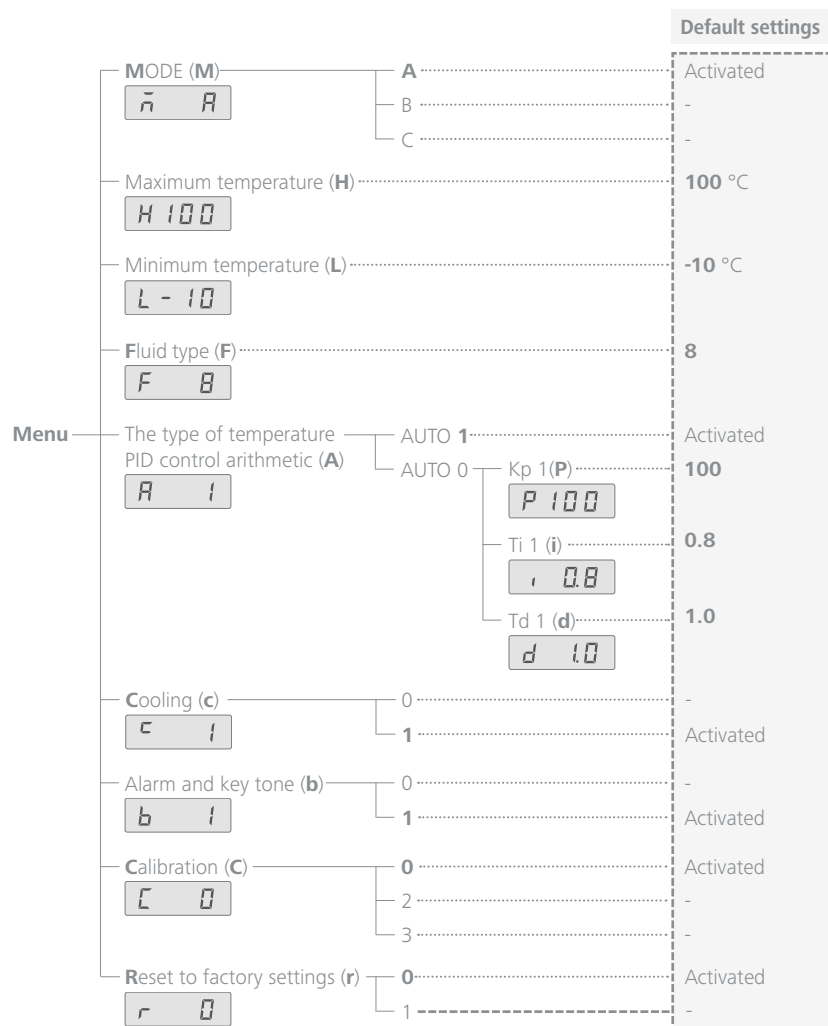 Default settings
MODE (M) A Activated
n̄ A B -
C -
Maximum temperature (H) 100 °C
H 100
Minimum temperature (L) -10 °C
L - 10
Fluid type (F) 8
F 8
Menu The type of temperature AUTO 1 Activated
PID control arithmetic (A) AUTO 0 Kp 1(P) 100
A 1 P 100
Ti 1 (i) 0.8
i 0.8
Td 1 (d) 1.0
d 1.0
Cooling (c) 0 -
c 1 1 Activated
Alarm and key tone (b) 0 -
b 1 1 Activated
Calibration (C) 0 Activated
C 0 2 -
3 -
Reset to factory settings (r) 0 Activated
r 0 1 -